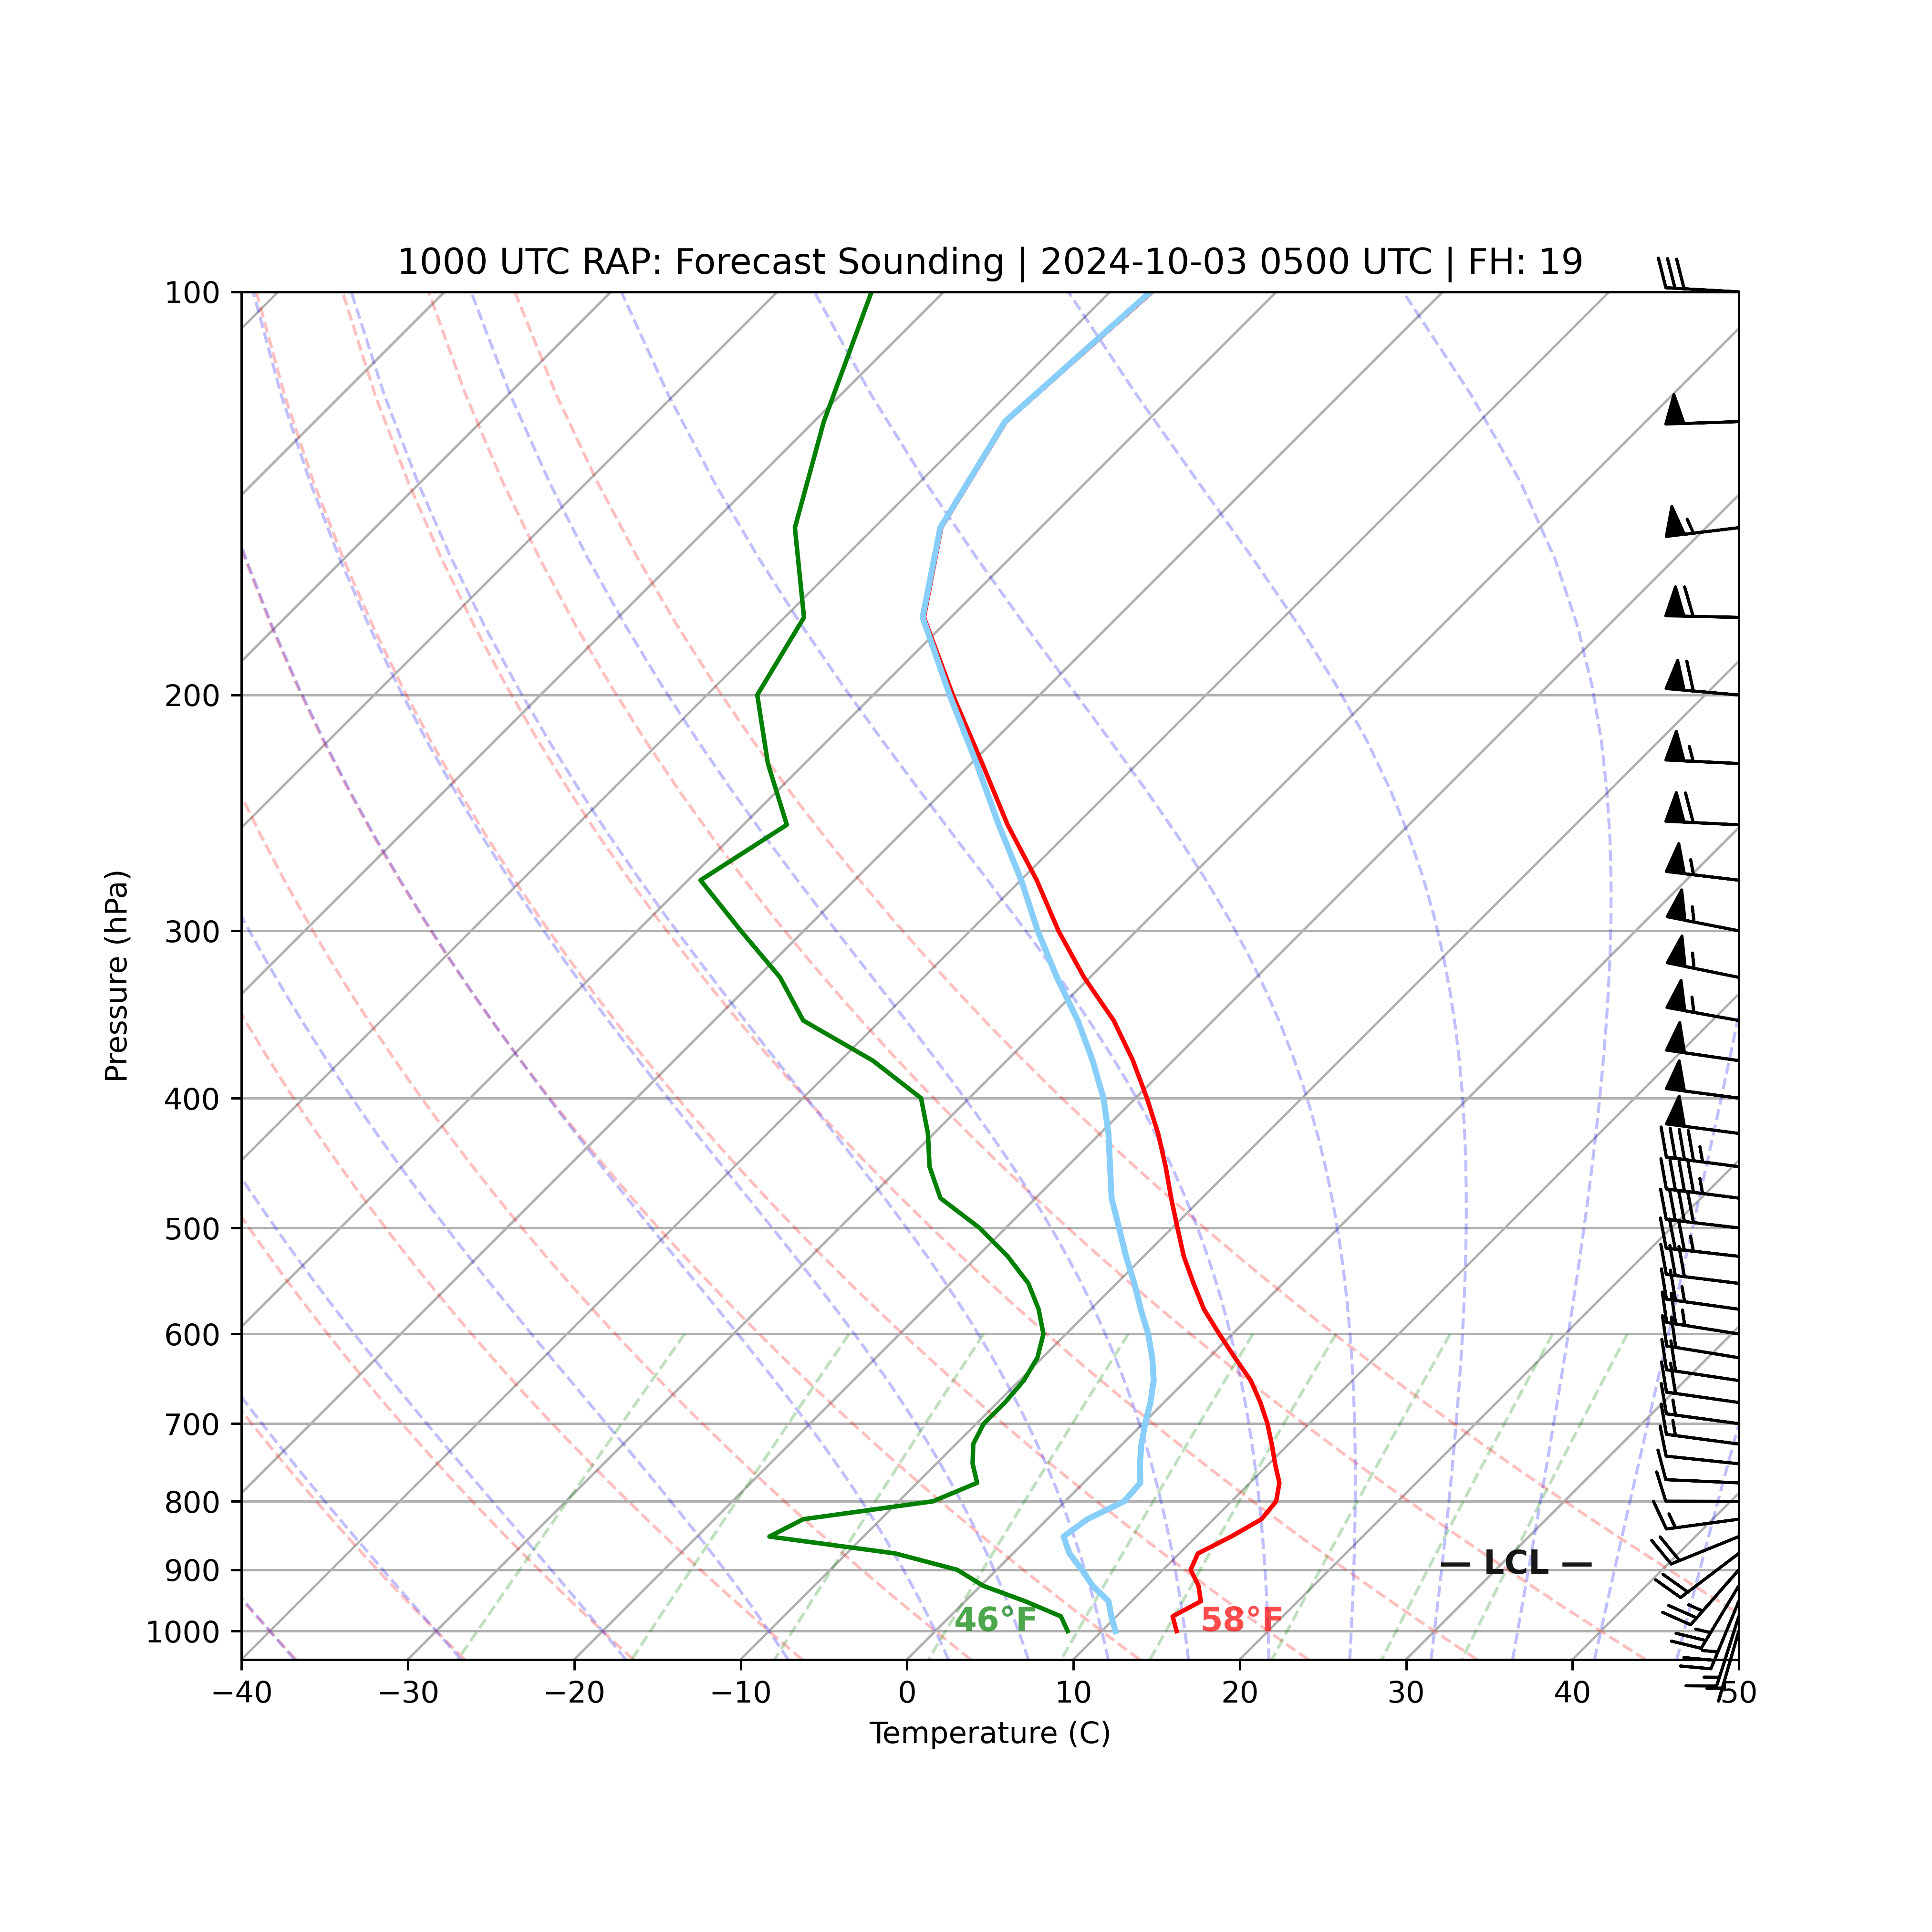 1000 UTC RAP: Forecast Sounding | 2024-10-03 0500 UTC | FH: 19
100
200
300
400
500
600
700
800
900
1000
Pressure (hPa)
— LCL —
46°F
58°F
−40 −30 −20 −10 0 10 20 30 40 50
Temperature (C)